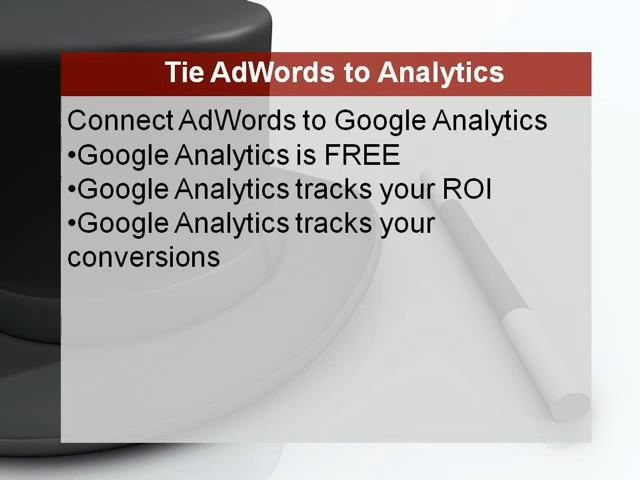 Tie AdWords to Analytics
Connect AdWords to Google Analytics
•Google Analytics is FREE
•Google Analytics tracks your ROI
•Google Analytics tracks your
conversions